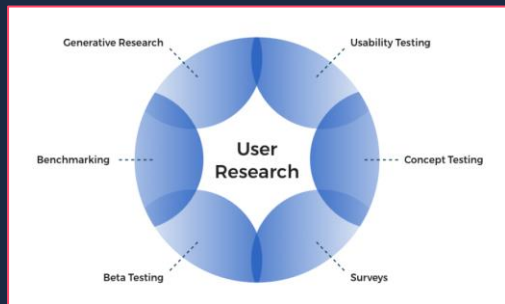 Generative Research
Usability Testing
Benchmarking
User
Research
Concept Testing
Beta Testing
Surveys